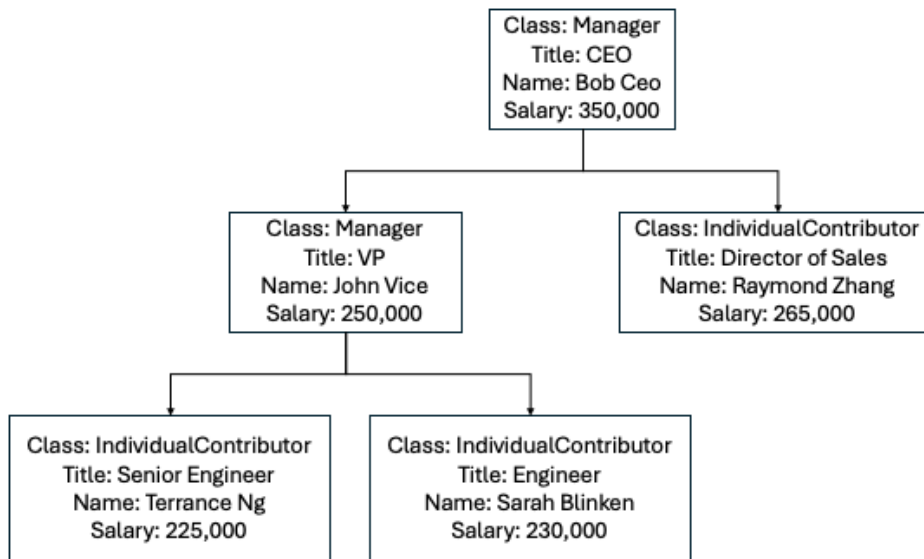 Class: Manager
Title: CEO
Name: Bob Ceo
Salary: 350,000
Class: Manager
Title: VP
Name: John Vice
Salary: 250,000
Class: IndividualContributor
Title: Director of Sales
Name: Raymond Zhang
Salary: 265,000
Class: IndividualContributor
Title: Senior Engineer
Name: Terrance Ng
Salary: 225,000
Class: IndividualContributor
Title: Engineer
Name: Sarah Blinken
Salary: 230,000